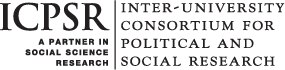 ICPSR
A PARTNER IN
SOCIAL SCIENCE
RESEARCH
INTER-UNIVERSITY
CONSORTIUM FOR
POLITICAL AND
SOCIAL RESEARCH